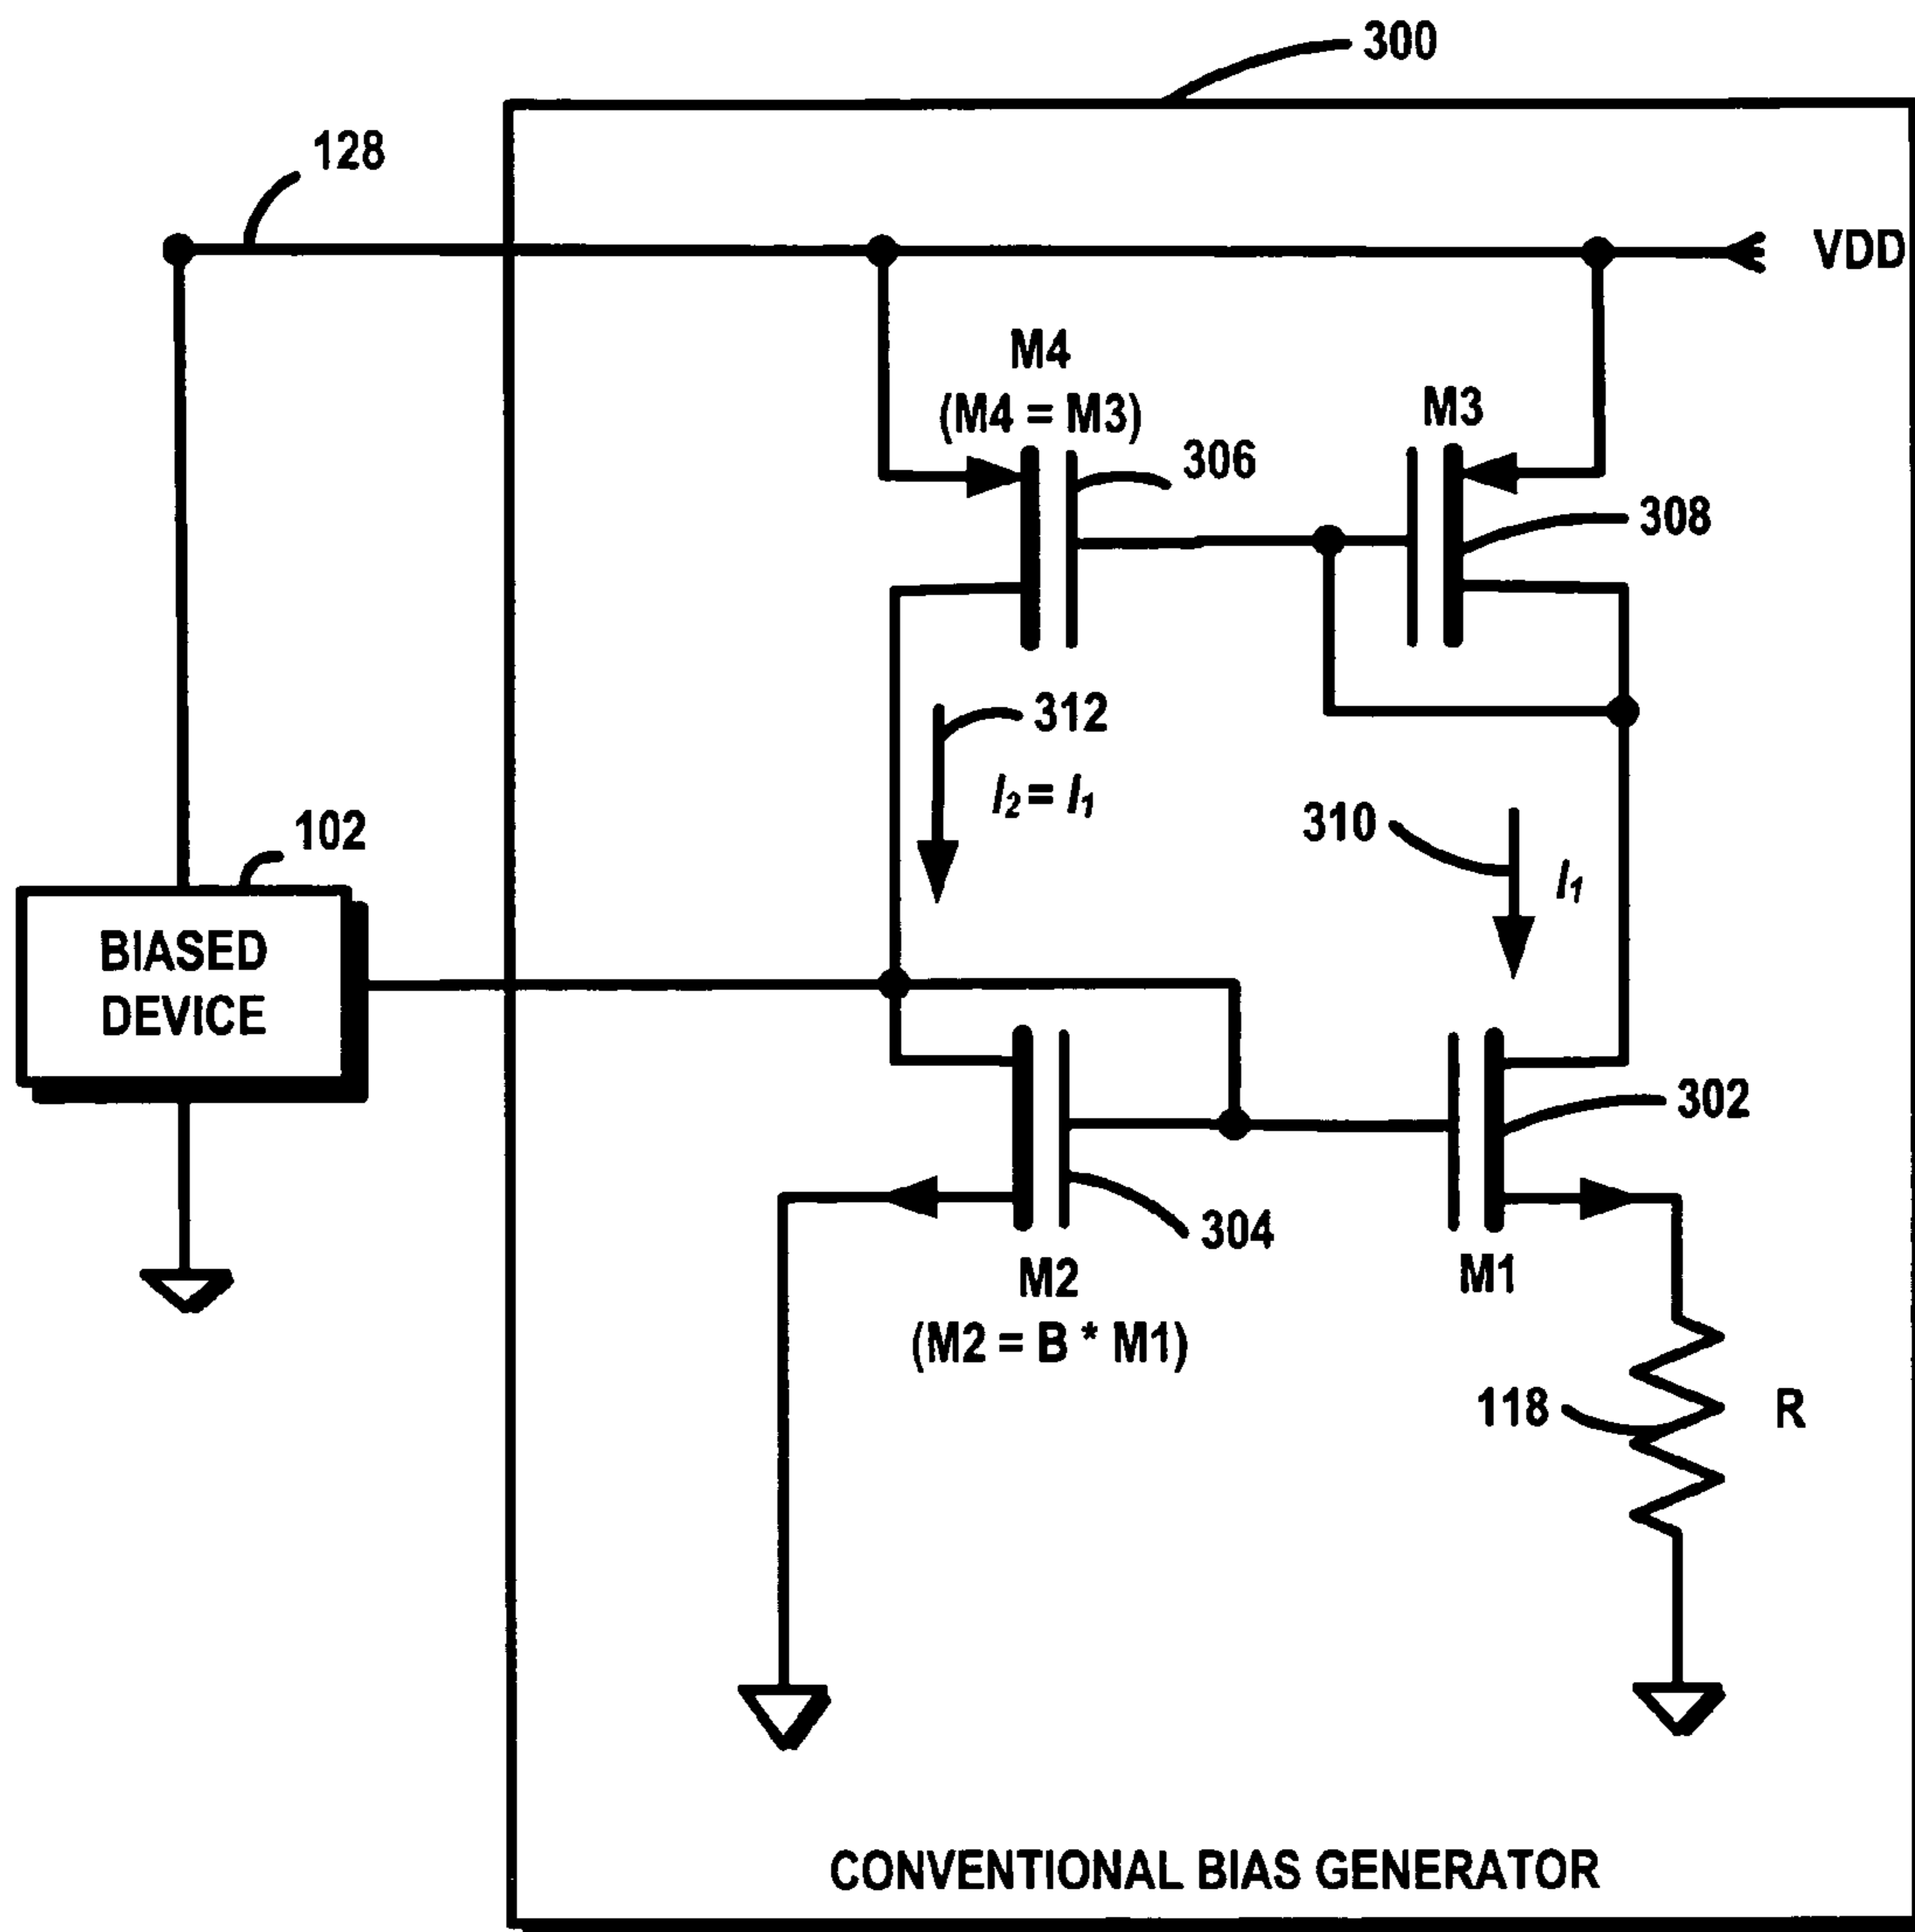 300
128
VDD
M4
(M4 = M3)
M3
306
308
312
I2 = I1
310
I1
102
BIASED
DEVICE
302
304
M2
(M2 = B * M1)
M1
118
R
CONVENTIONAL BIAS GENERATOR